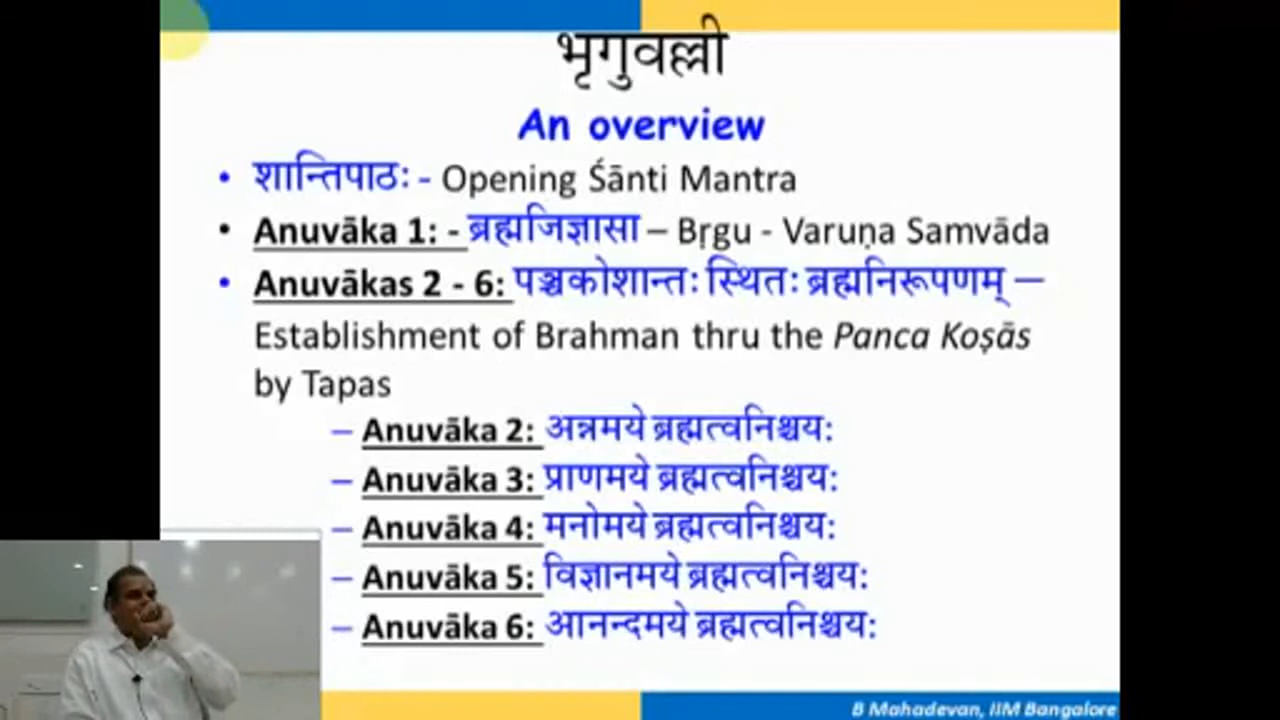 भृगुवल्ली
An overview
• शान्तिपाठः - Opening Śānti Mantra
• Anuvāka 1: - ब्रह्मजिज्ञासा – Bṛgu - Varuṇa Samvāda
• Anuvākas 2 - 6: पञ्चकोशान्तः स्थितः ब्रह्मनिरूपणम् –
Establishment of Brahman thru the Panca Koṣās
by Tapas
– Anuvāka 2: अन्नमये ब्रह्मत्वनिश्चय:
– Anuvāka 3: प्राणमये ब्रह्मत्वनिश्चय:
– Anuvāka 4: मनोमये ब्रह्मत्वनिश्चय:
– Anuvāka 5: विज्ञानमये ब्रह्मत्वनिश्चय:
– Anuvāka 6: आनन्दमये ब्रह्मत्वनिश्चय:
B Mahadevan, IIM Bangalore